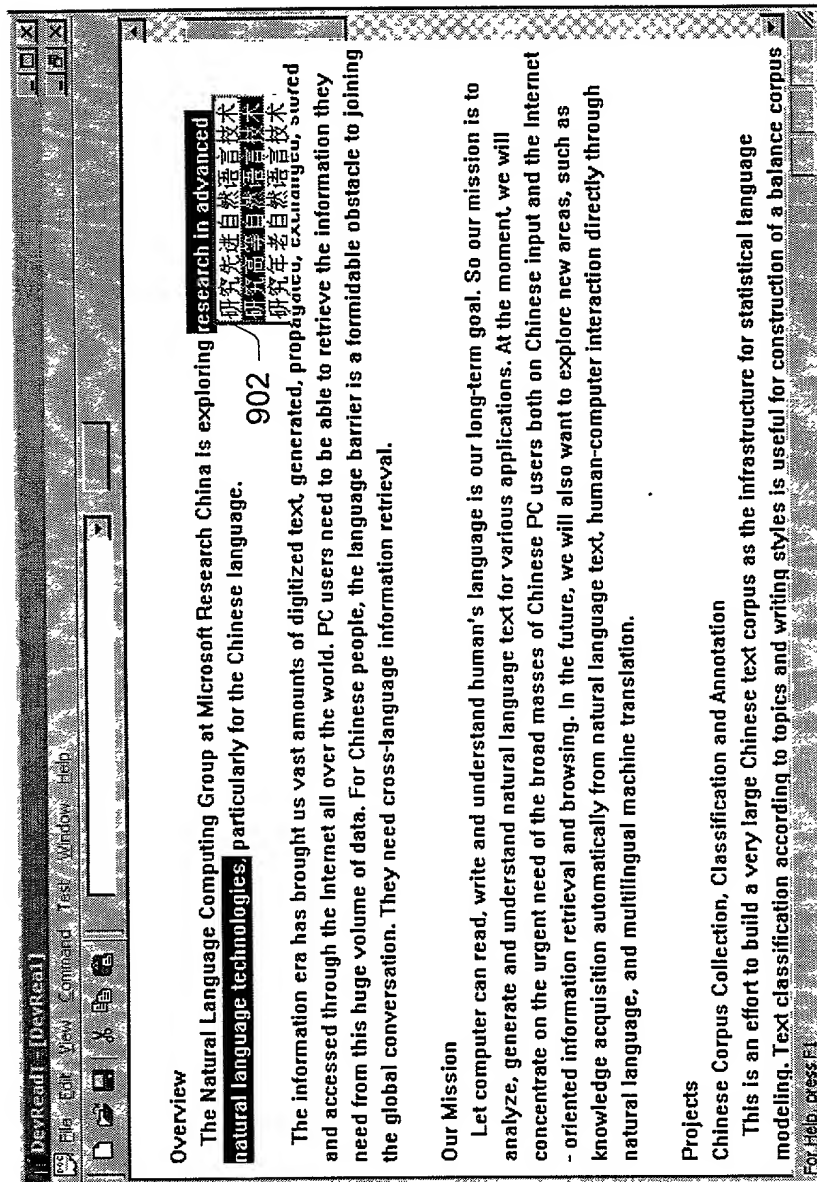 DevRead1 - [DevRea1]
File Edit View Command Test Window Help
Overview
The Natural Language Computing Group at Microsoft Research China is exploring research in advanced
natural language technologies, particularly for the Chinese language.
研究先进自然语言技术
研究高等自然语言技术
研究年老自然语言技术
902
The information era has brought us vast amounts of digitized text, generated, propagated, exchanged, stored
and accessed through the Internet all over the world. PC users need to be able to retrieve the information they
need from this huge volume of data. For Chinese people, the language barrier is a formidable obstacle to joining
the global conversation. They need cross-language information retrieval.
Our Mission
Let computer can read, write and understand human's language is our long-term goal. So our mission is to
analyze, generate and understand natural language text for various applications. At the moment, we will
concentrate on the urgent need of the broad masses of Chinese PC users both on Chinese input and the Internet
- oriented information retrieval and browsing. In the future, we will also want to explore new areas, such as
knowledge acquisition automatically from natural language text, human-computer interaction directly through
natural language, and multilingual machine translation.
Projects
Chinese Corpus Collection, Classification and Annotation
This is an effort to build a very large Chinese text corpus as the infrastructure for statistical language
modeling. Text classification according to topics and writing styles is useful for construction of a balance corpus
For Help, press F1